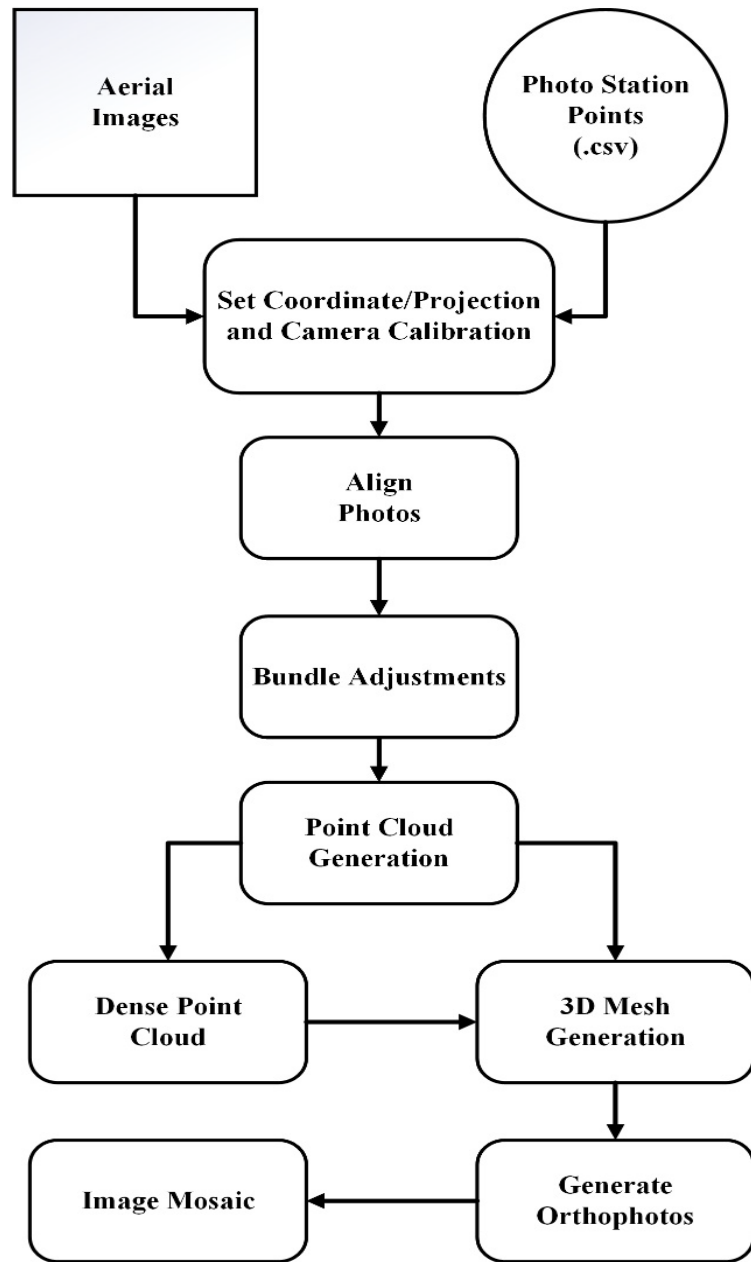 Aerial
Images
Photo Station
Points
(.csv)
Set Coordinate/Projection
and Camera Calibration
Align
Photos
Bundle Adjustments
Point Cloud
Generation
Dense Point
Cloud
3D Mesh
Generation
Image Mosaic
Generate
Orthophotos